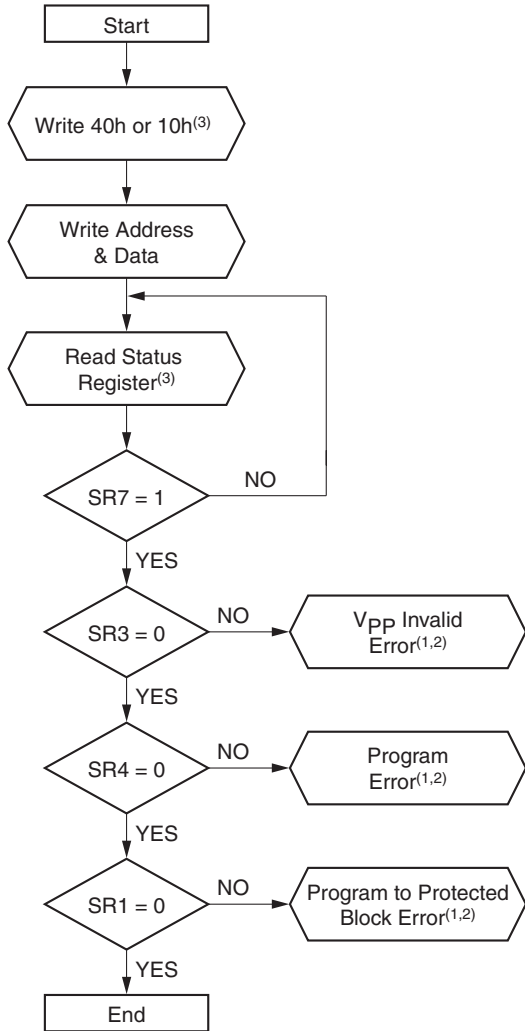 Start
Write 40h or 10h(3)
Write Address
& Data
Read Status
Register(3)
SR7 = 1
NO
YES
SR3 = 0
NO
VPP Invalid
Error(1,2)
YES
SR4 = 0
NO
Program
Error(1,2)
YES
SR1 = 0
NO
Program to Protected
Block Error(1,2)
YES
End